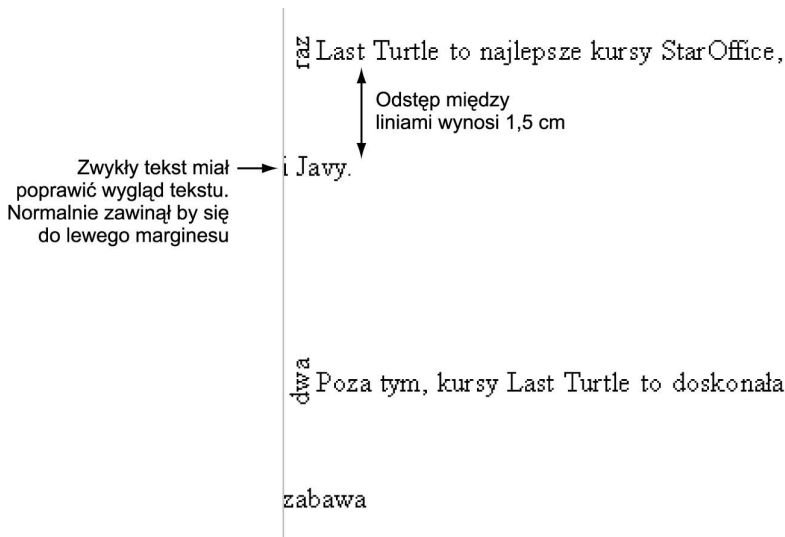 raz Last Turtle to najlepsze kursy StarOffice,
Odstęp między
liniami wynosi 1,5 cm
Zwykły tekst miał
poprawić wygląd tekstu.
Normalnie zawinął by się
do lewego marginesu
i Javy.
dwa Poza tym, kursy Last Turtle to doskonała
zabawa